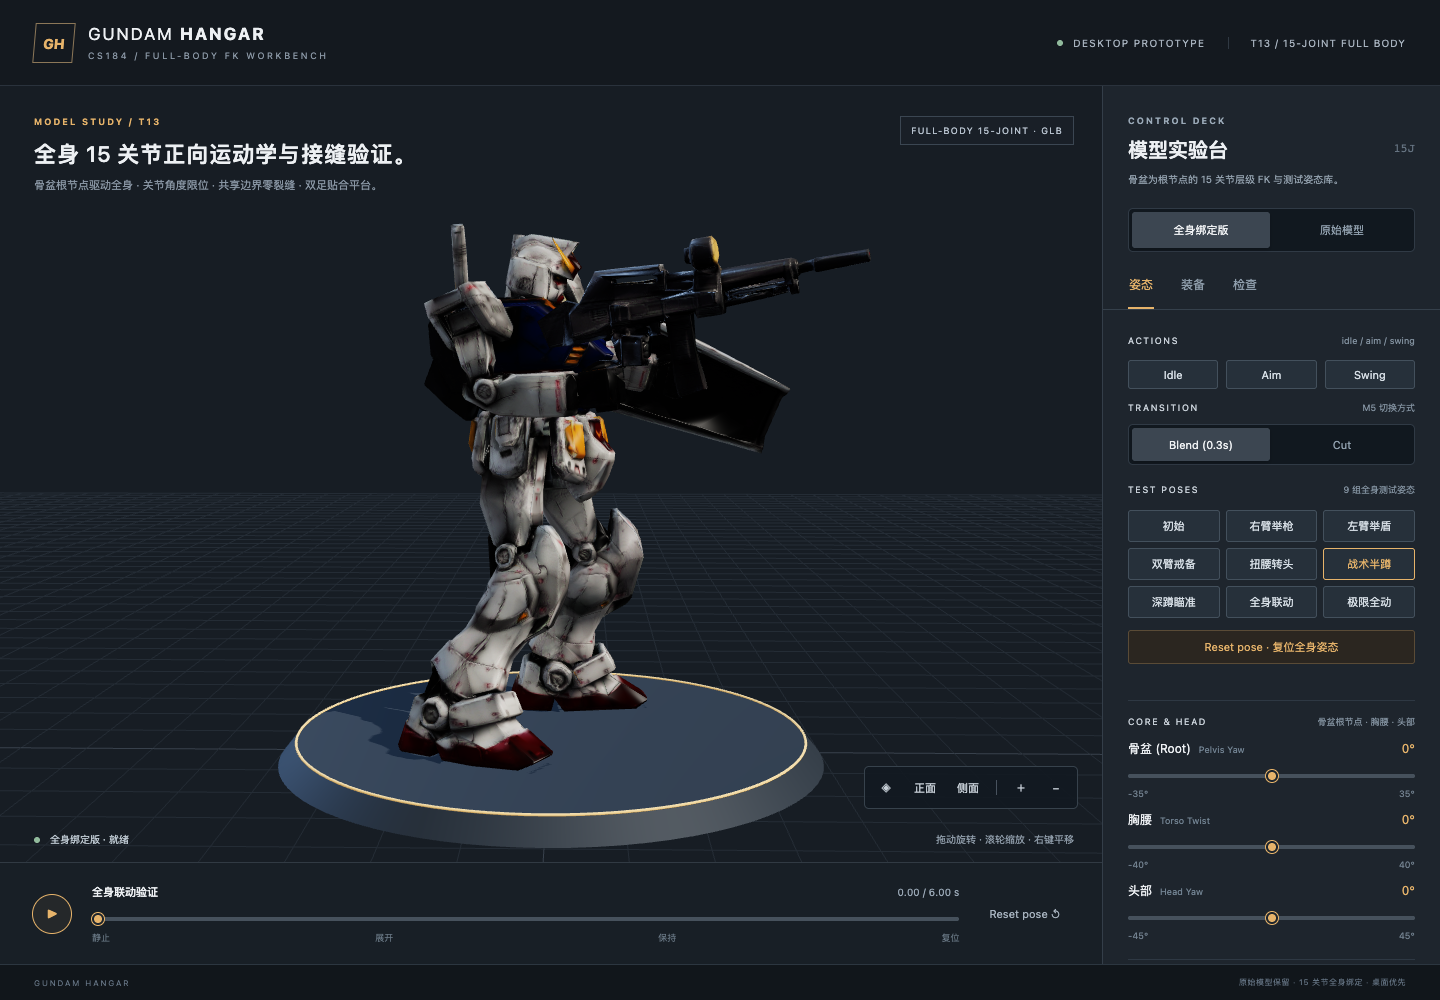 GH
GUNDAM HANGAR
CS184 / FULL-BODY FK WORKBENCH
DESKTOP PROTOTYPE
T13 / 15-JOINT FULL BODY
MODEL STUDY / T13
全身 15 关节正向运动学与接缝验证。
骨盆根节点驱动全身 · 关节角度限位 · 共享边界零裂缝 · 双足贴合平台。
FULL-BODY 15-JOINT · GLB
正面 侧面 + −
全身绑定版 · 就绪
拖动旋转 · 滚轮缩放 · 右键平移
全身联动验证
0.00 / 6.00 s
静止 展开 保持 复位
Reset pose ↺
CONTROL DECK
模型实验台
15J
骨盆为根节点的 15 关节层级 FK 与测试姿态库。
全身绑定版 原始模型
姿态 装备 检查
ACTIONS idle / aim / swing
Idle Aim Swing
TRANSITION M5 切换方式
Blend (0.3s) Cut
TEST POSES 9 组全身测试姿态
初始 右臂举枪 左臂举盾
双臂戒备 扭腰转头 战术半蹲
深蹲瞄准 全身联动 极限全动
Reset pose · 复位全身姿态
CORE & HEAD 骨盆根节点 · 胸腰 · 头部
骨盆 (Root) Pelvis Yaw 0°
-35° 35°
胸腰 Torso Twist 0°
-40° 40°
头部 Head Yaw 0°
-45° 45°
GUNDAM HANGAR
原始模型保留 · 15 关节全身绑定 · 桌面优先